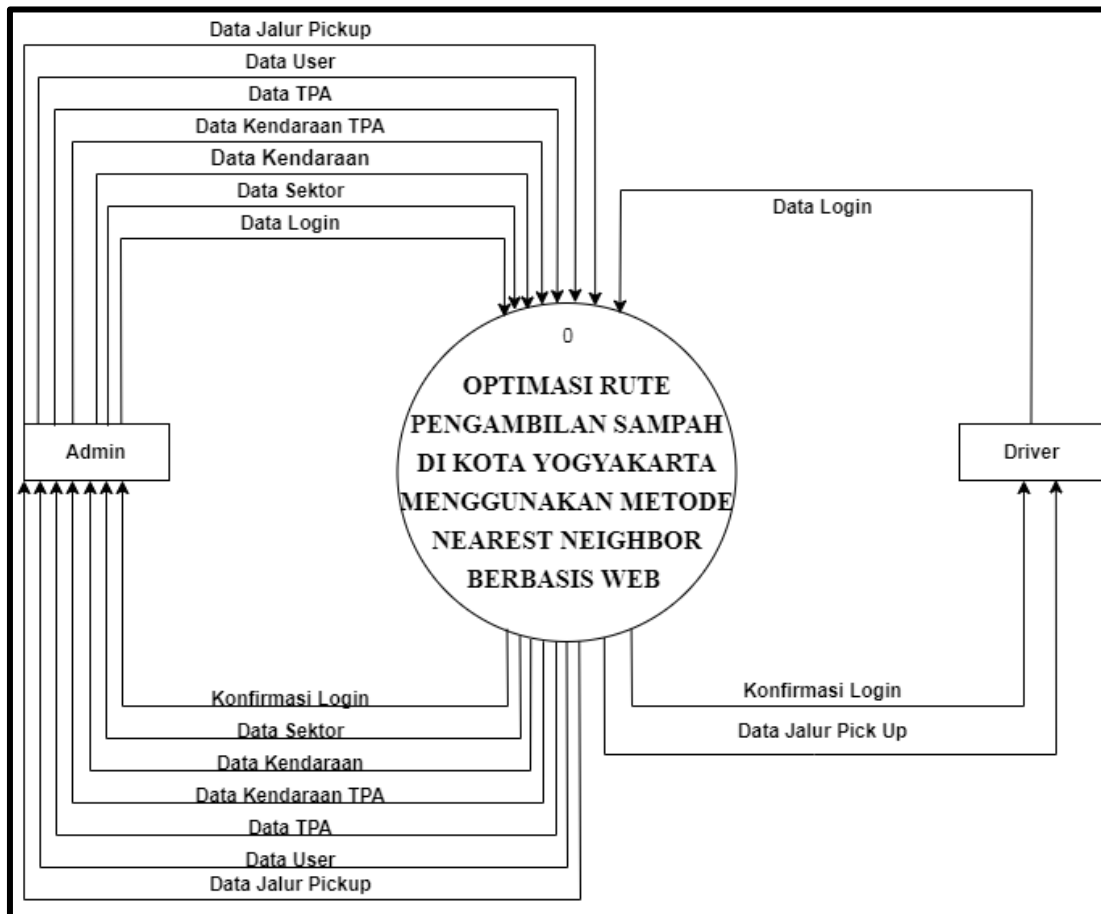 Data Jalur Pickup
Data User
Data TPA
Data Kendaraan TPA
Data Kendaraan
Data Sektor
Data Login
Data Login
0
OPTIMASI RUTE
PENGAMBILAN SAMPAH
DI KOTA YOGYAKARTA
MENGGUNAKAN METODE
NEAREST NEIGHBOR
BERBASIS WEB
Admin
Driver
Konfirmasi Login
Data Sektor
Data Kendaraan
Data Kendaraan TPA
Data TPA
Data User
Data Jalur Pickup
Konfirmasi Login
Data Jalur Pick Up